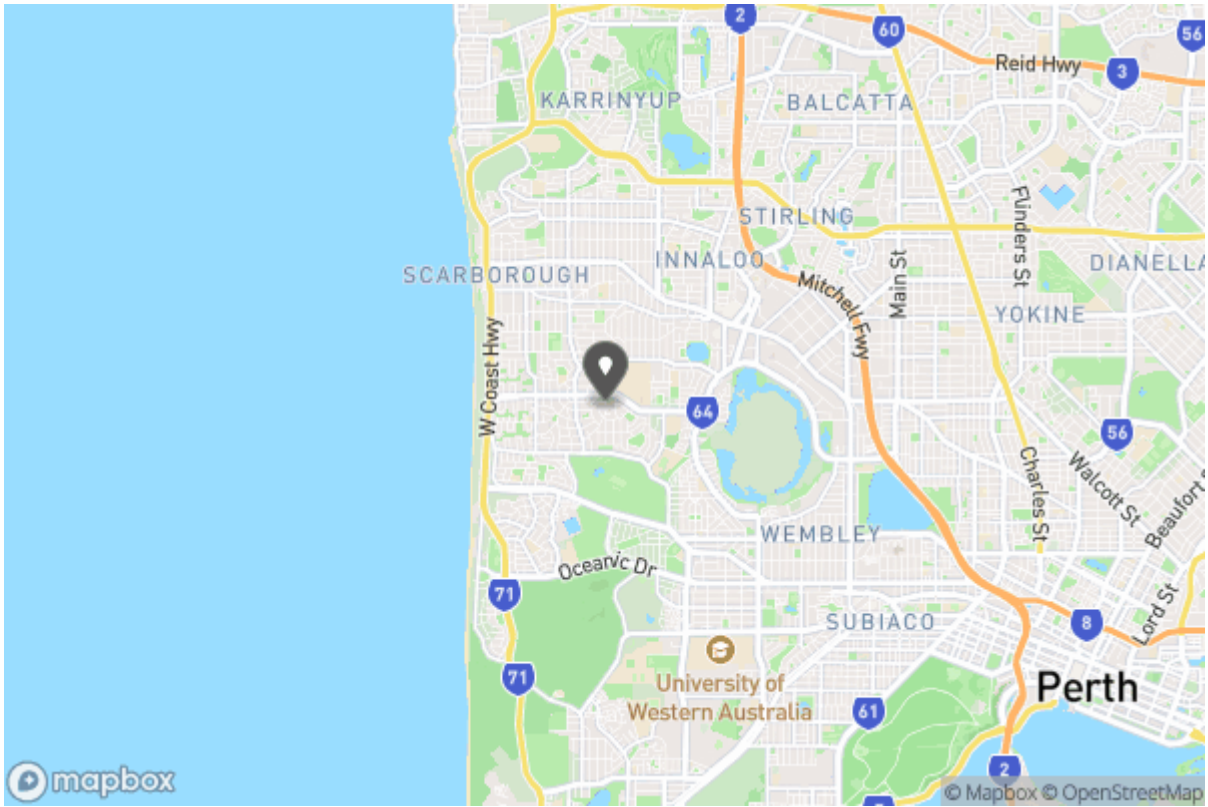 2
60
56
Reid Hwy
3
KARRINYUP
BALCATTA
Flinders St
STIRLING
INNALOO
Main St
DIANELLA
SCARBOROUGH
Mitchell Fwy
YOKINE
W Coast Hwy
64
56
Charles St
Walcott St
Beaufort
WEMBLEY
Oceanic Dr
71
Lord St
SUBIACO
8
71
University of
Western Australia
Perth
61
2
mapbox
© Mapbox © OpenStreetMap